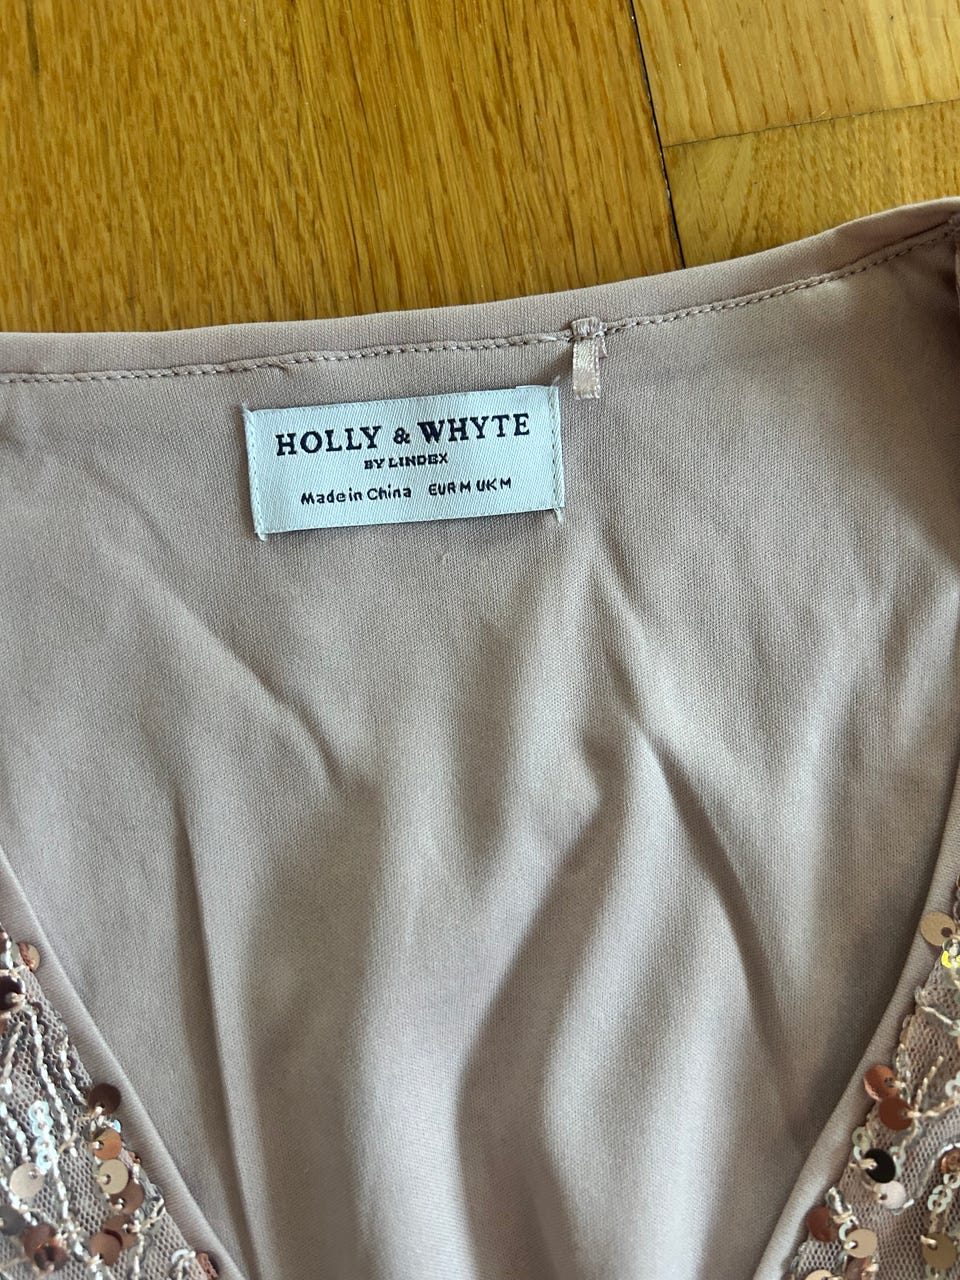 HOLLY & WHYTE
BY LINDEX
Made in China EUR M UK M